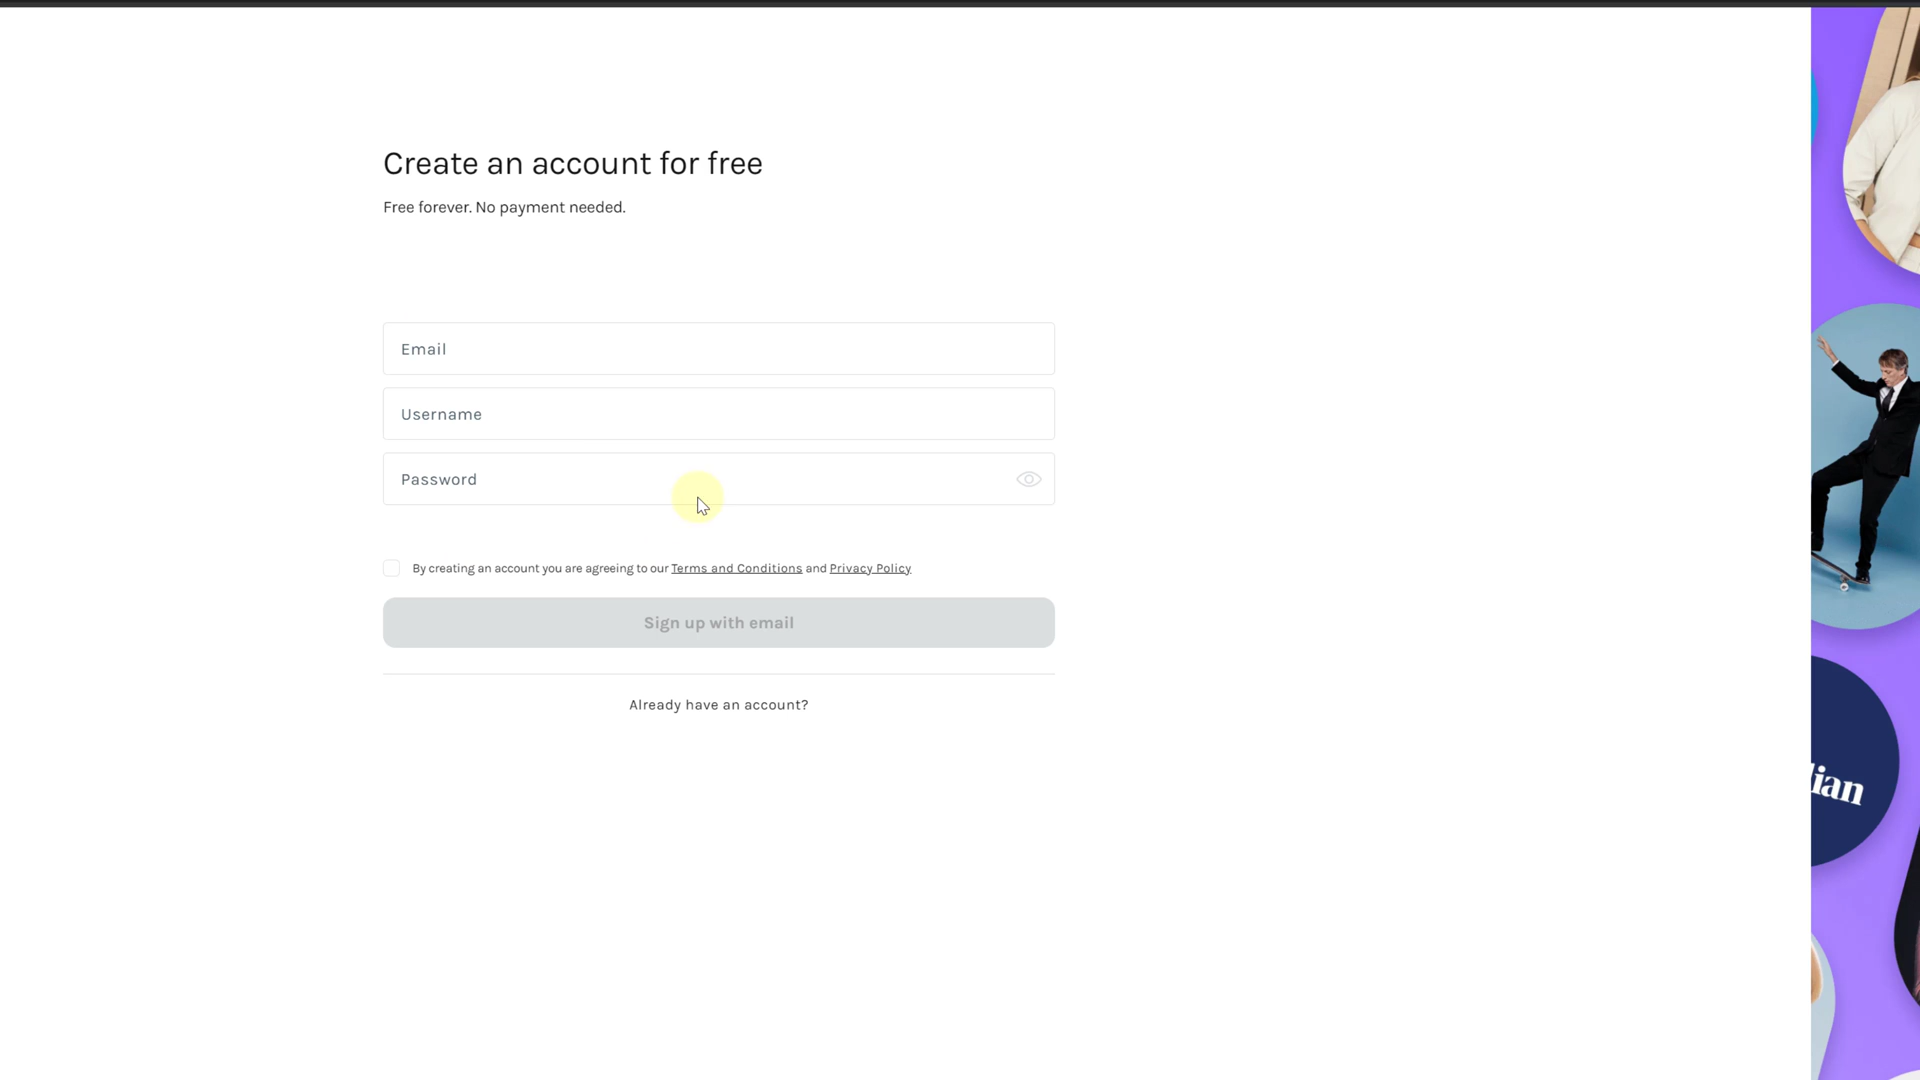 Create an account for free
Free forever. No payment needed.
Email
Username
Password
By creating an account you are agreeing to our Terms and Conditions and Privacy Policy
Sign up with email
Already have an account?
lian